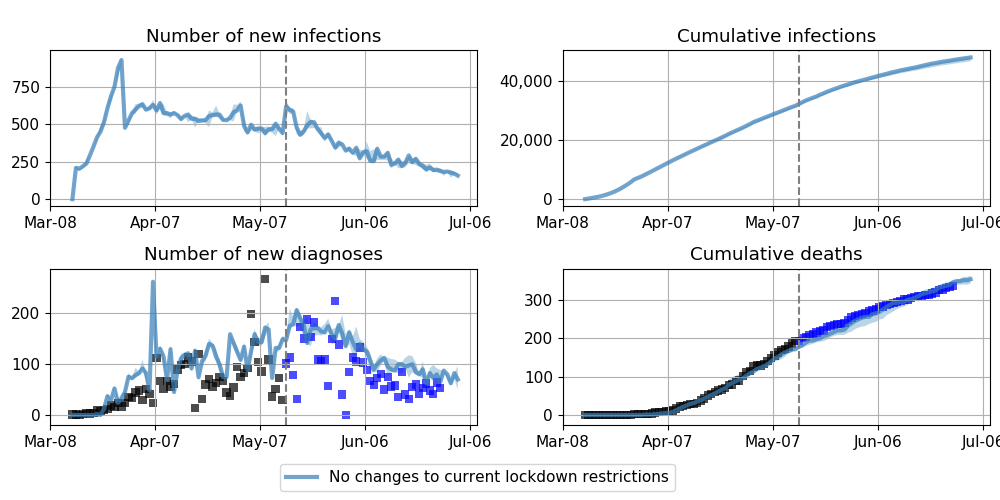 Number of new infections
Cumulative infections
750
500
250
0
40,000
20,000
0
Mar-08
Apr-07
May-07
Jun-06
Jul-06
Mar-08
Apr-07
May-07
Jun-06
Jul-06
Number of new diagnoses
Cumulative deaths
200
100
0
300
200
100
0
Mar-08
Apr-07
May-07
Jun-06
Jul-06
Mar-08
Apr-07
May-07
Jun-06
Jul-06
No changes to current lockdown restrictions